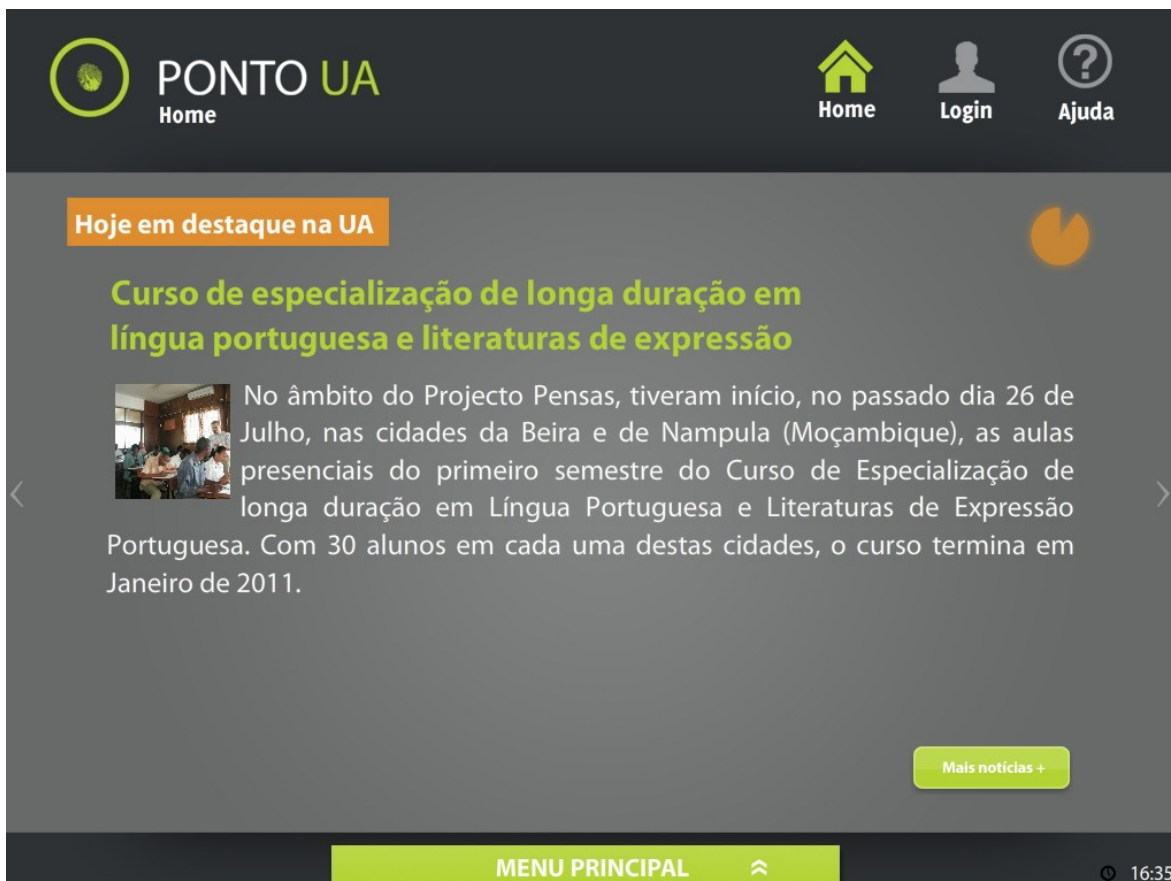 PONTO UA
Home
Home
Login
Ajuda
Hoje em destaque na UA
Curso de especialização de longa duração em
língua portuguesa e literaturas de expressão
No âmbito do Projecto Pensas, tiveram início, no passado dia 26 de
Julho, nas cidades da Beira e de Nampula (Moçambique), as aulas
presenciais do primeiro semestre do Curso de Especialização de
longa duração em Língua Portuguesa e Literaturas de Expressão
Portuguesa. Com 30 alunos em cada uma destas cidades, o curso termina em
Janeiro de 2011.
Mais notícias +
MENU PRINCIPAL
16:35